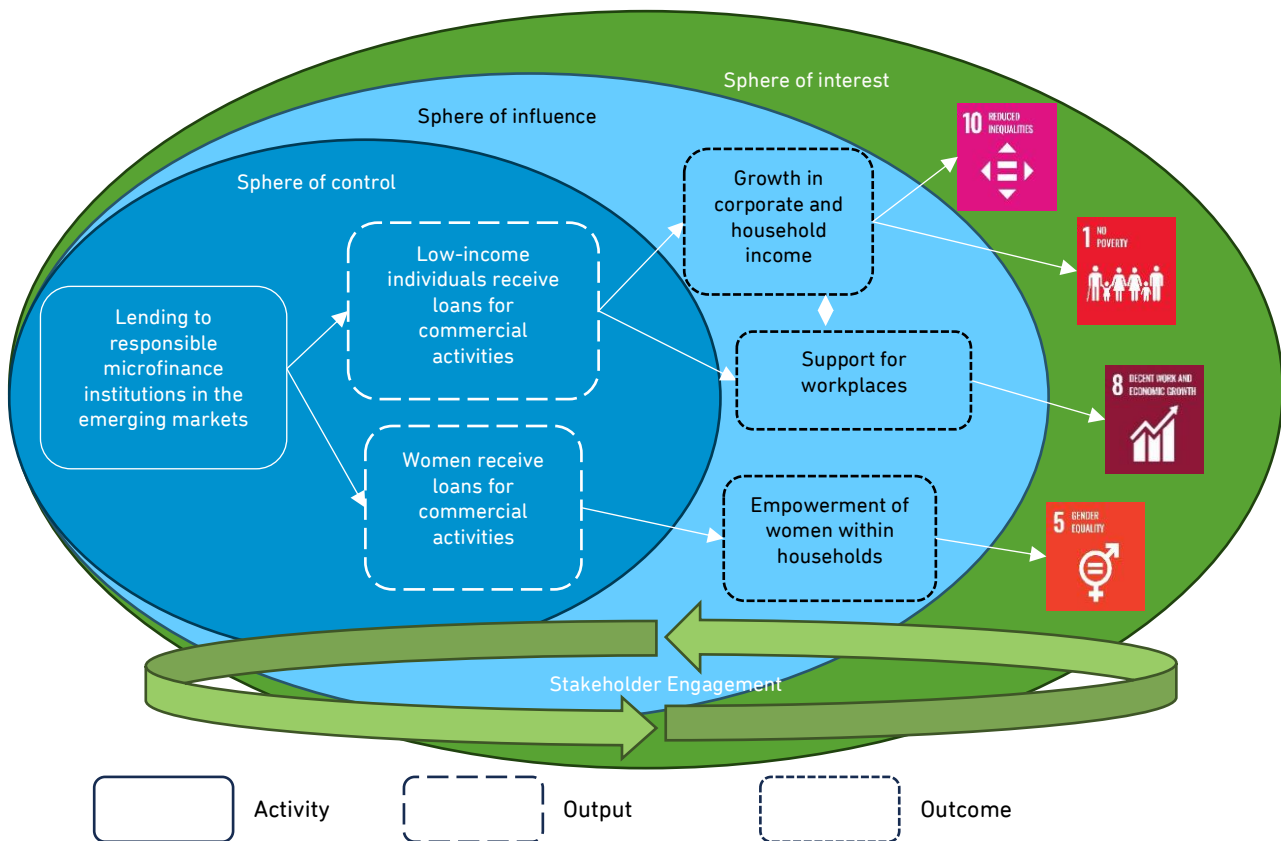 Sphere of interest
Sphere of influence
Sphere of control
10 REDUCED
INEQUALITIES
Growth in
corporate and
household
income
Low-income
individuals receive
loans for
commercial
activities
1 NO
POVERTY
Lending to
responsible
microfinance
institutions in the
emerging markets
Support for
workplaces
8 DECENT WORK AND
ECONOMIC GROWTH
Women receive
loans for
commercial
activities
Empowerment of
women within
households
5 GENDER
EQUALITY
Stakeholder Engagement
Activity
Output
Outcome